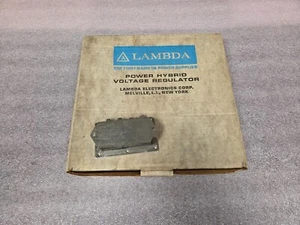 LAMBDA
POWER HYBRID
VOLTAGE REGULATOR
LAMBDA ELECTRONICS CORP.
MELVILLE, L.I., NEW YORK